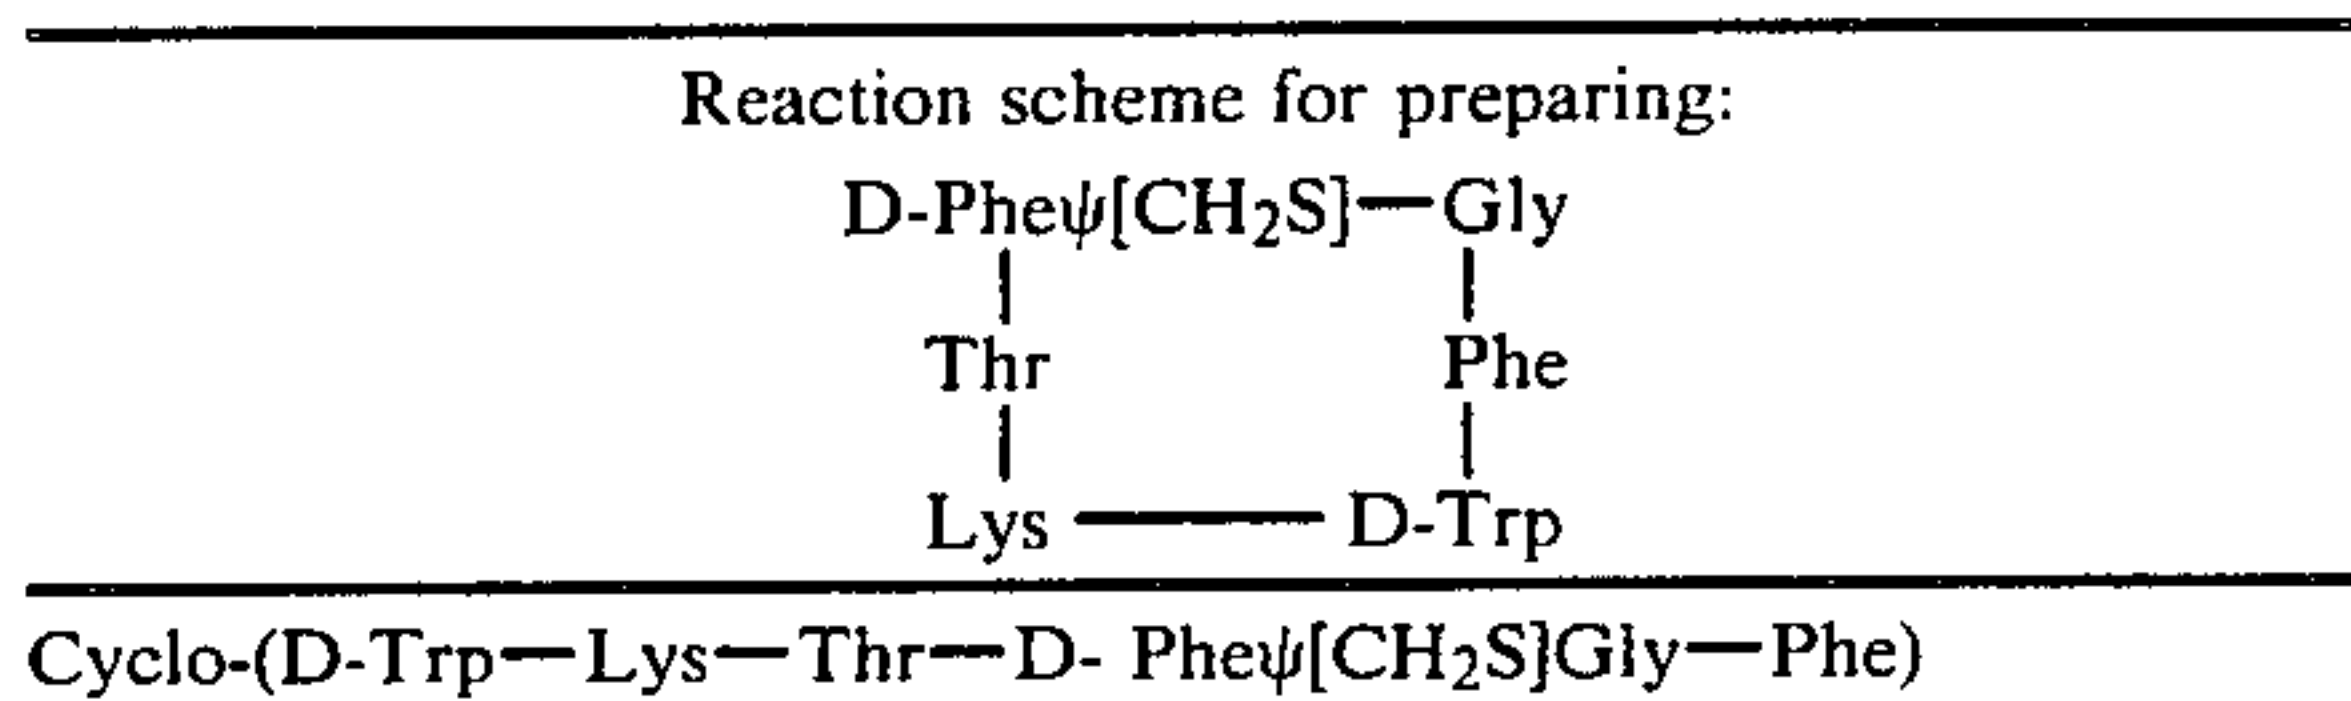 Reaction scheme for preparing:
D-Pheψ[CH₂S]—Gly
Thr Phe
Lys — D-Trp
Cyclo-(D-Trp—Lys—Thr—D- Pheψ[CH₂S]Gly—Phe)